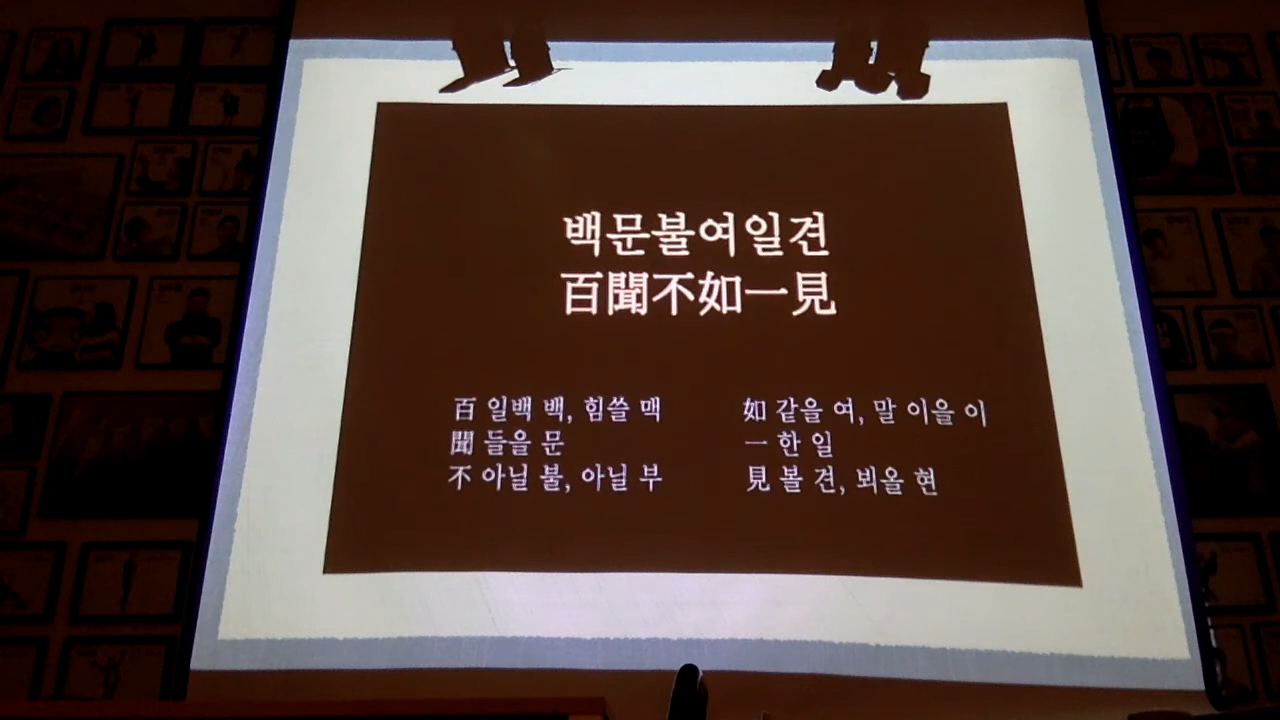 백문불여일견
百聞不如一見
百 일백 백, 힘쓸 맥
聞 들을 문
不 아닐 불, 아닐 부
如 같을 여, 말 이을 이
一 한 일
見 볼 견, 뵈올 현